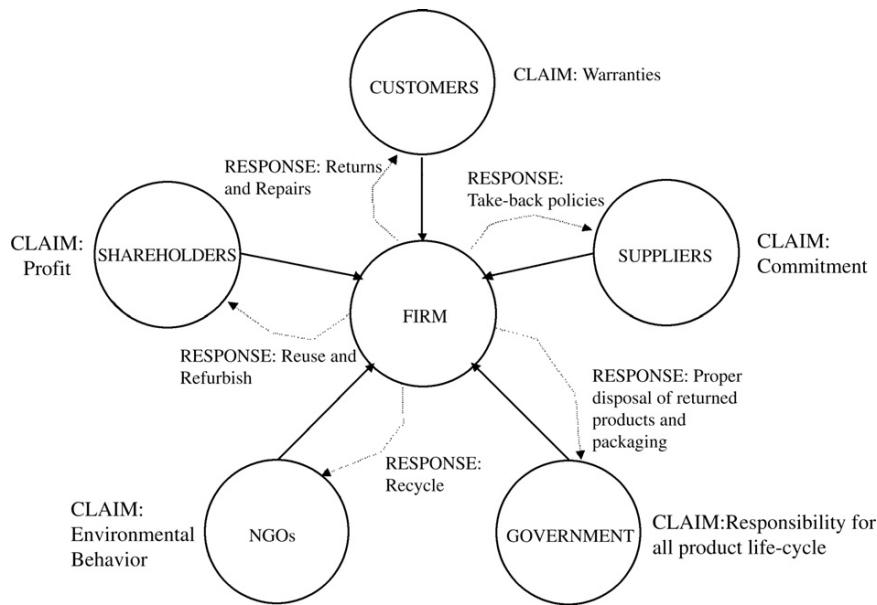 CUSTOMERS
CLAIM: Warranties
RESPONSE: Returns
and Repairs
RESPONSE:
Take-back policies
CLAIM:
Profit
SHAREHOLDERS
SUPPLIERS
CLAIM:
Commitment
FIRM
RESPONSE: Reuse and
Refurbish
RESPONSE: Proper
disposal of returned
products and
packaging
RESPONSE:
Recycle
CLAIM:
Environmental
Behavior
NGOs
GOVERNMENT
CLAIM:Responsibility for
all product life-cycle